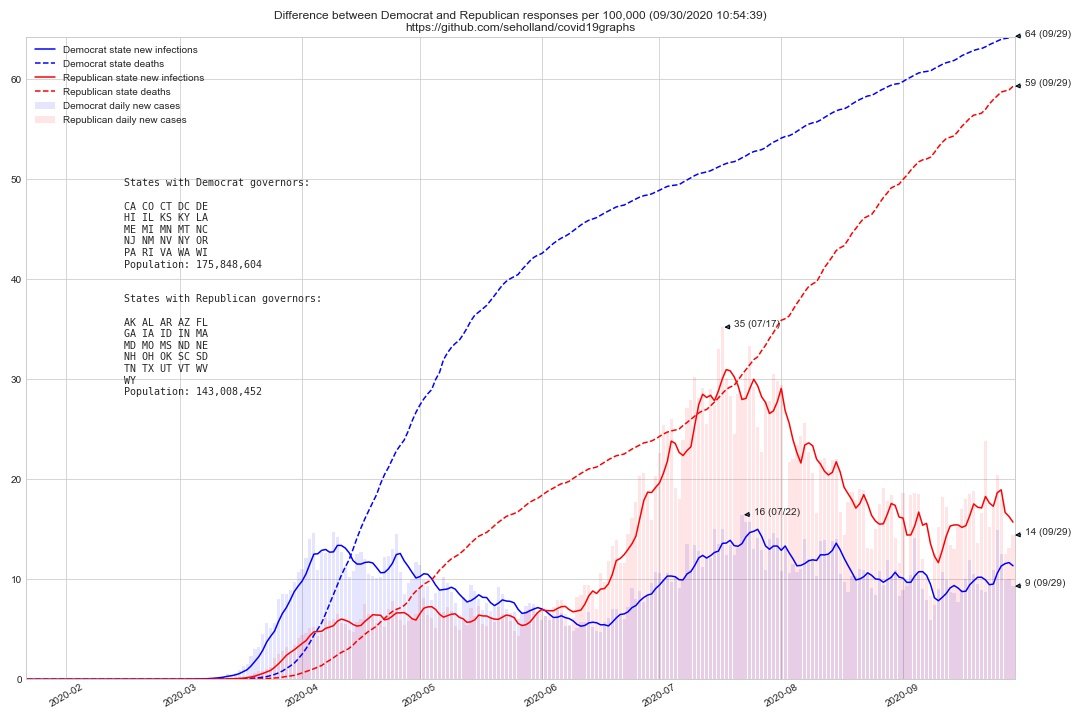 Difference between Democrat and Republican responses per 100,000 (09/30/2020 10:54:39)
https://github.com/seholland/covid19graphs
Democrat state new infections
Democrat state deaths
Republican state new infections
Republican state deaths
Democrat daily new cases
Republican daily new cases
64 (09/29)
59 (09/29)
60
50
40
30
20
10
0
States with Democrat governors:
CA CO CT DC DE
HI IL KS KY LA
ME MI MN MT NC
NJ NM NV NY OR
PA RI VA WA WI
Population: 175,848,604
States with Republican governors:
AK AL AR AZ FL
GA IA ID IN MA
MD MO MS ND NE
NH OH OK SC SD
TN TX UT VT WV
WY
Population: 143,008,452
35 (07/17)
16 (07/22)
14 (09/29)
9 (09/29)
2020-02
2020-03
2020-04
2020-05
2020-06
2020-07
2020-08
2020-09